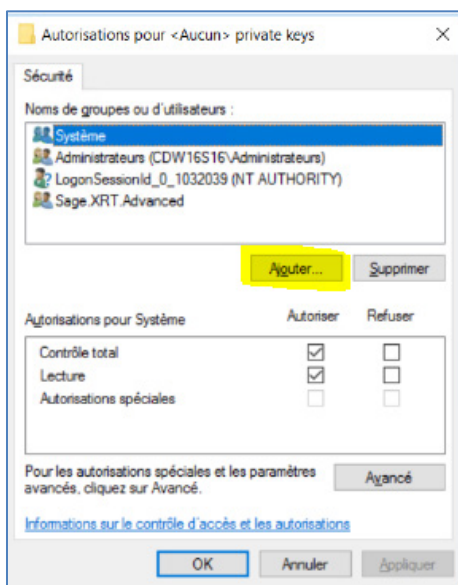 Autorisations pour <Aucun> private keys
Sécurité
Noms de groupes ou d'utilisateurs :
Système
Administrateurs (CDW16S16\Administrateurs)
LogonSessionId_0_1032039 (NT AUTHORITY)
Sage.XRT.Advanced
Ajouter...
Supprimer
Autorisations pour Système Autoriser Refuser
Contrôle total
Lecture
Autorisations spéciales
Pour les autorisations spéciales et les paramètres
avancés, cliquez sur Avancé.
Avancé
Informations sur le contrôle d'accès et les autorisations
OK
Annuler
Appliquer